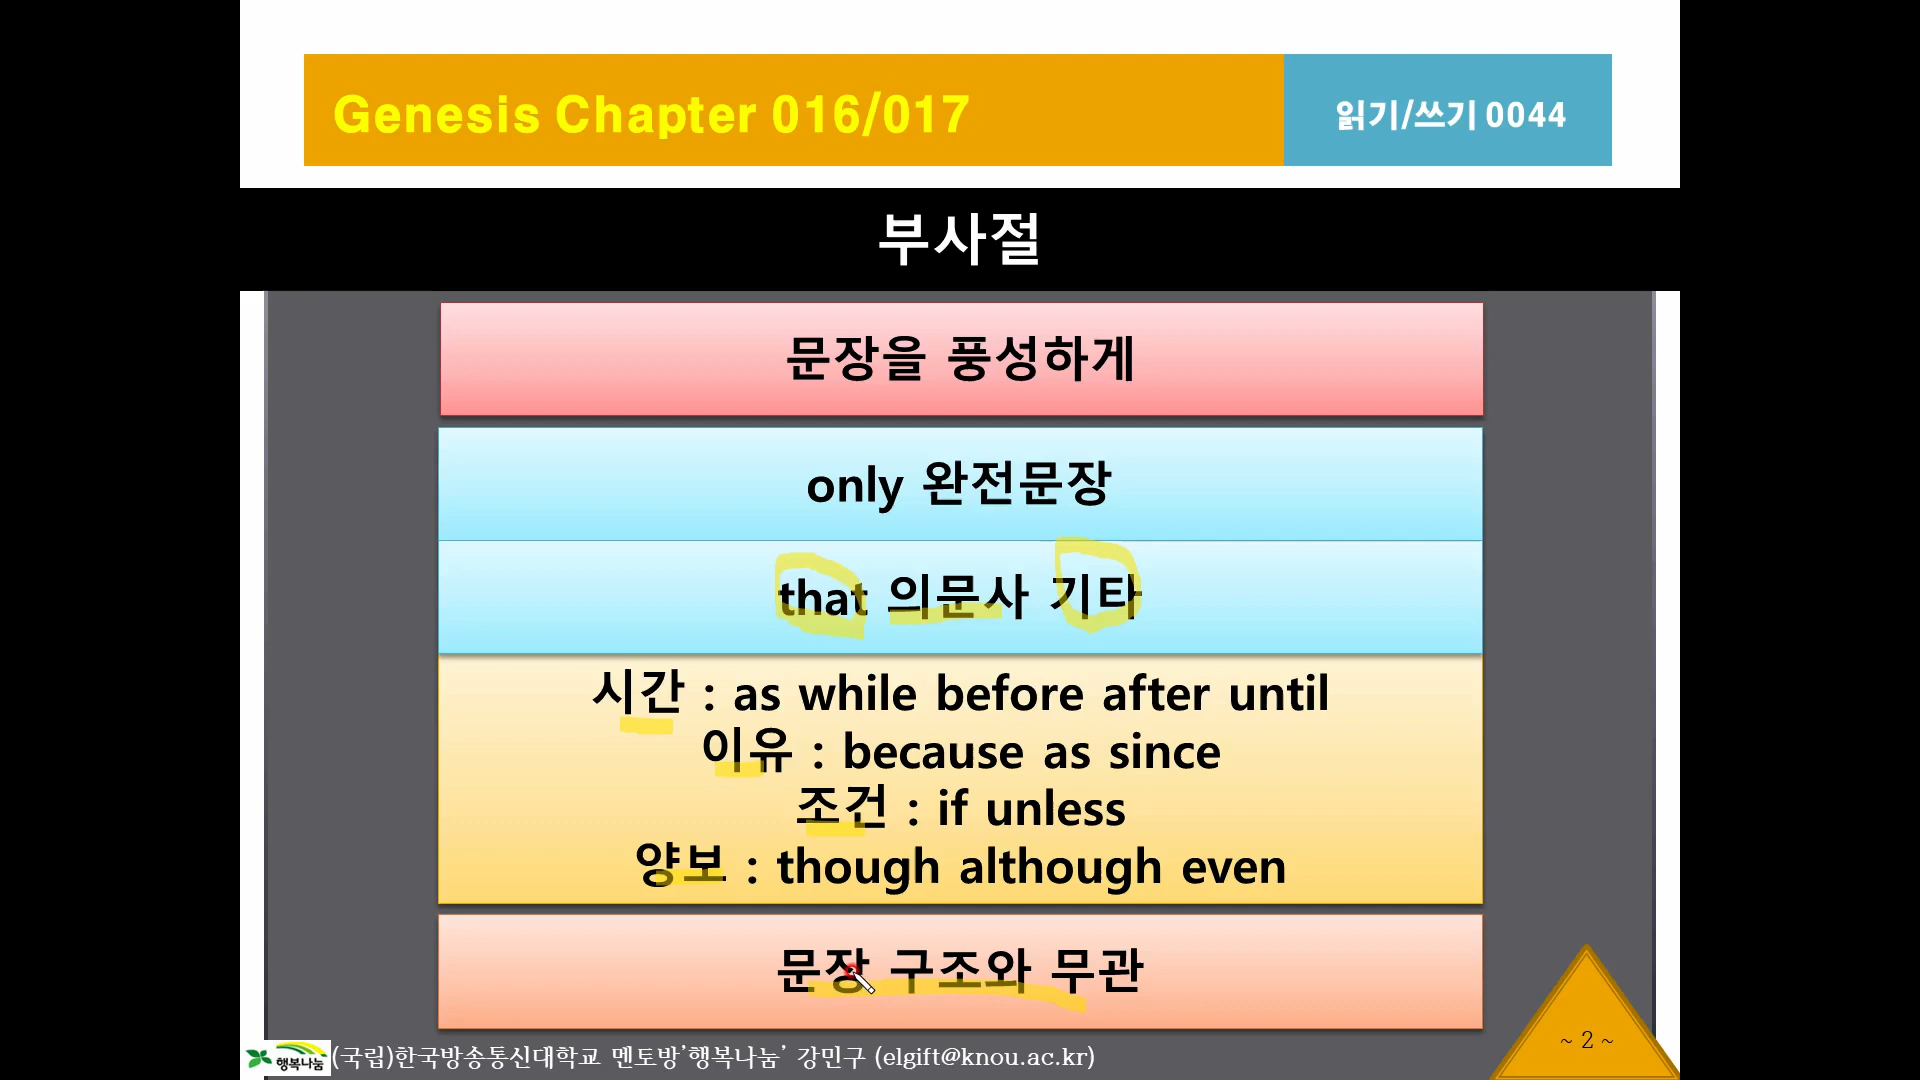 Genesis Chapter 016/017
읽기/쓰기 0044
부사절
문장을 풍성하게
only 완전문장
that 의문사 기타
시간 : as while before after until
이유 : because as since
조건 : if unless
양보 : though although even
문장 구조와 무관
~ 2 ~
행복나눔
(국립)한국방송통신대학교 멘토방'행복나눔' 강민구 (elgift@knou.ac.kr)